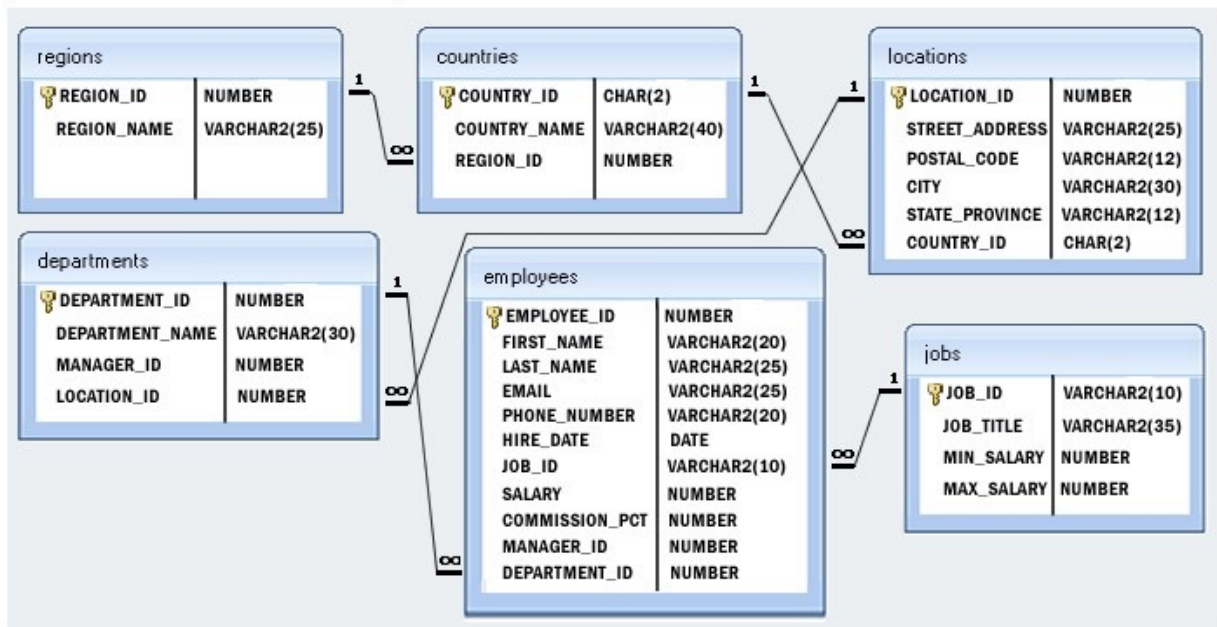 regions
REGION_ID NUMBER
REGION_NAME VARCHAR2(25)
1
∞
countries
COUNTRY_ID CHAR(2)
COUNTRY_NAME VARCHAR2(40)
REGION_ID NUMBER
1
∞
locations
LOCATION_ID NUMBER
STREET_ADDRESS VARCHAR2(25)
POSTAL_CODE VARCHAR2(12)
CITY VARCHAR2(30)
STATE_PROVINCE VARCHAR2(12)
COUNTRY_ID CHAR(2)
1
∞
departments
DEPARTMENT_ID NUMBER
DEPARTMENT_NAME VARCHAR2(30)
MANAGER_ID NUMBER
LOCATION_ID NUMBER
1
∞
employees
EMPLOYEE_ID NUMBER
FIRST_NAME VARCHAR2(20)
LAST_NAME VARCHAR2(25)
EMAIL VARCHAR2(25)
PHONE_NUMBER VARCHAR2(20)
HIRE_DATE DATE
JOB_ID VARCHAR2(10)
SALARY NUMBER
COMMISSION_PCT NUMBER
MANAGER_ID NUMBER
DEPARTMENT_ID NUMBER
1
∞
jobs
JOB_ID VARCHAR2(10)
JOB_TITLE VARCHAR2(35)
MIN_SALARY NUMBER
MAX_SALARY NUMBER